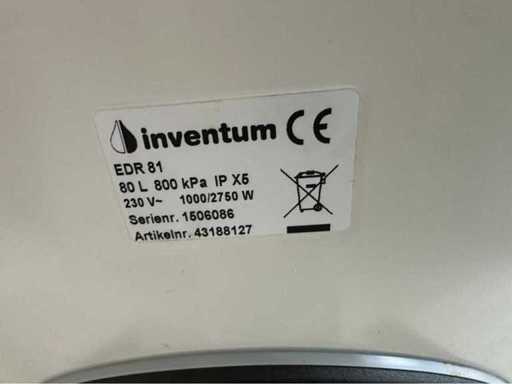 inventum CE
EDR 81
80 L 800 kPa IP X5
230 V~ 1000/2750 W
Serienr. 1506086
Artikelnr. 43188127